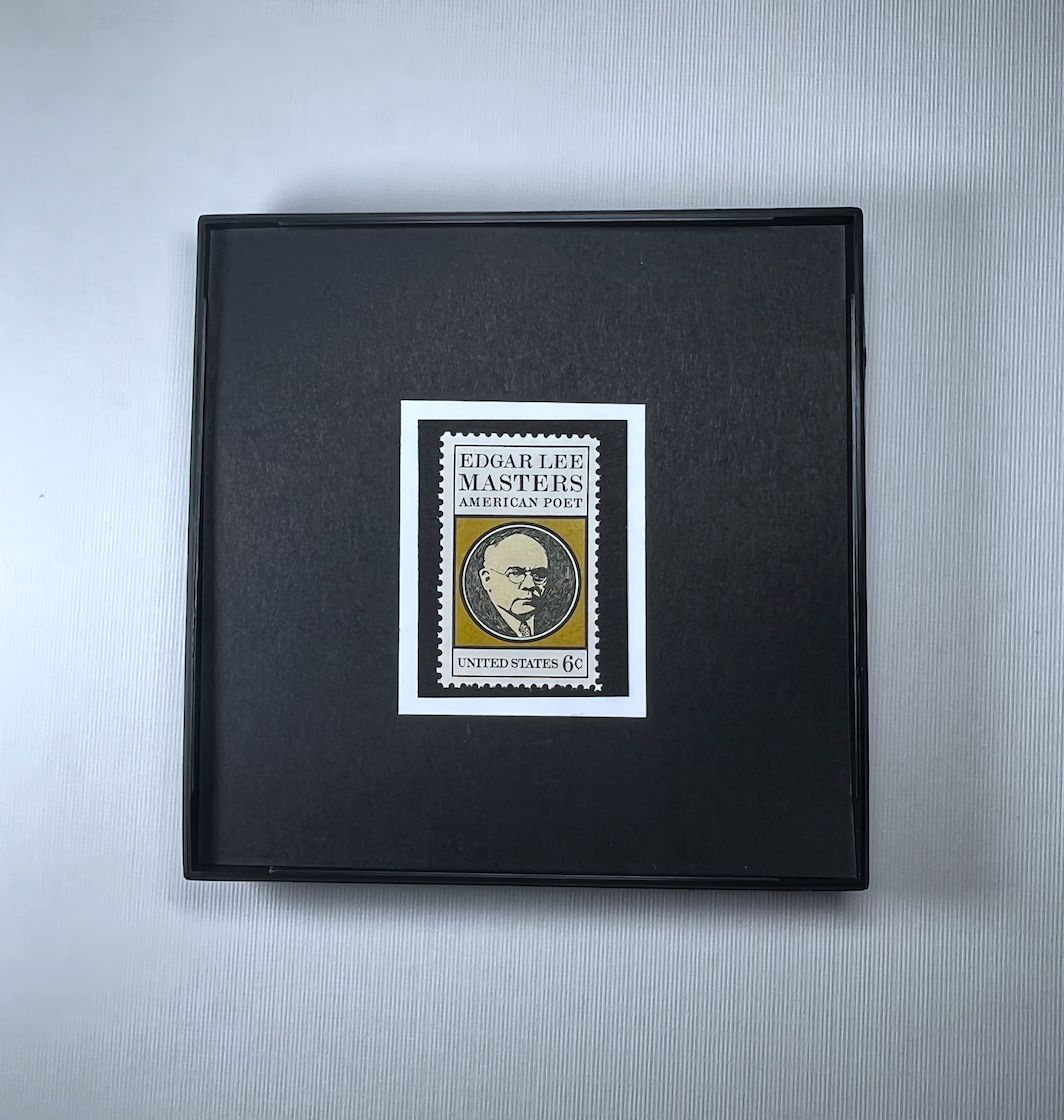 EDGAR LEE
MASTERS
AMERICAN POET
UNITED STATES 6¢